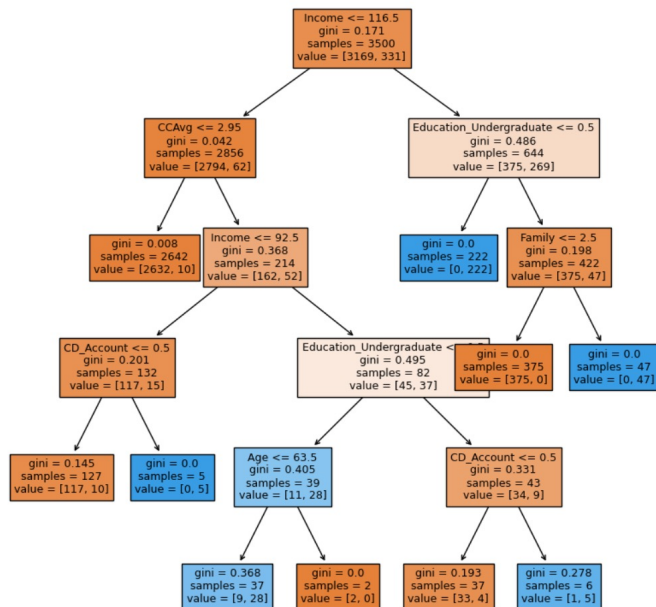 Income <= 116.5
gini = 0.171
samples = 3500
value = [3169, 331]
CCAvg <= 2.95
gini = 0.042
samples = 2856
value = [2794, 62]
Education_Undergraduate <= 0.5
gini = 0.486
samples = 644
value = [375, 269]
gini = 0.008
samples = 2642
value = [2632, 10]
Income <= 92.5
gini = 0.368
samples = 214
value = [162, 52]
gini = 0.0
samples = 222
value = [0, 222]
Family <= 2.5
gini = 0.198
samples = 422
value = [375, 47]
CD_Account <= 0.5
gini = 0.201
samples = 132
value = [117, 15]
Education_Undergraduate <
gini = 0.495
samples = 82
value = [45, 37]
gini = 0.0
samples = 375
value = [375, 0]
gini = 0.0
samples = 47
value = [0, 47]
gini = 0.145
samples = 127
value = [117, 10]
gini = 0.0
samples = 5
value = [0, 5]
Age <= 63.5
gini = 0.405
samples = 39
value = [11, 28]
CD_Account <= 0.5
gini = 0.331
samples = 43
value = [34, 9]
gini = 0.368
samples = 37
value = [9, 28]
gini = 0.0
samples = 2
value = [2, 0]
gini = 0.193
samples = 37
value = [33, 4]
gini = 0.278
samples = 6
value = [1, 5]